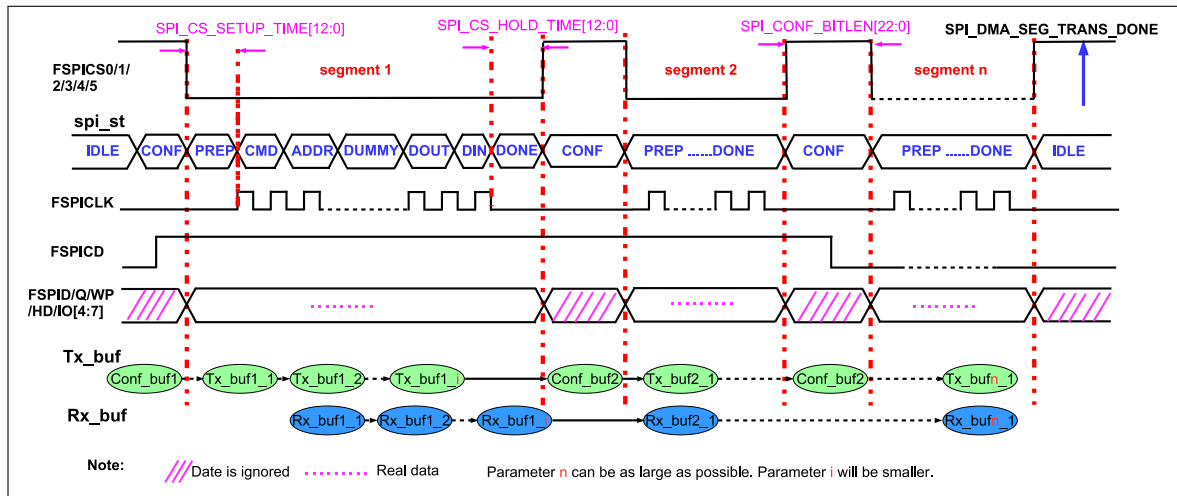 SPI_CS_SETUP_TIME[12:0] SPI_CS_HOLD_TIME[12:0] SPI_CONF_BITLEN[22:0] SPI_DMA_SEG_TRANS_DONE
FSPICS0/1/
2/3/4/5
segment 1 segment 2 segment n
spi_st
IDLE CONF PREP CMD ADDR DUMMY DOUT DIN DONE CONF PREP ......DONE CONF PREP ......DONE IDLE
FSPICLK
FSPICD
FSPID/Q/WP
/HD/IO[4:7]
Tx_buf
Conf_buf1 Tx_buf1_1 Tx_buf1_2 Tx_buf1_i Conf_buf2 Tx_buf2_1 Conf_buf2 Tx_bufn_1
Rx_buf
Rx_buf1_1 Rx_buf1_2 Rx_buf1_i Rx_buf2_1 Rx_bufn_1
Note: Date is ignored Real data Parameter n can be as large as possible. Parameter i will be smaller.